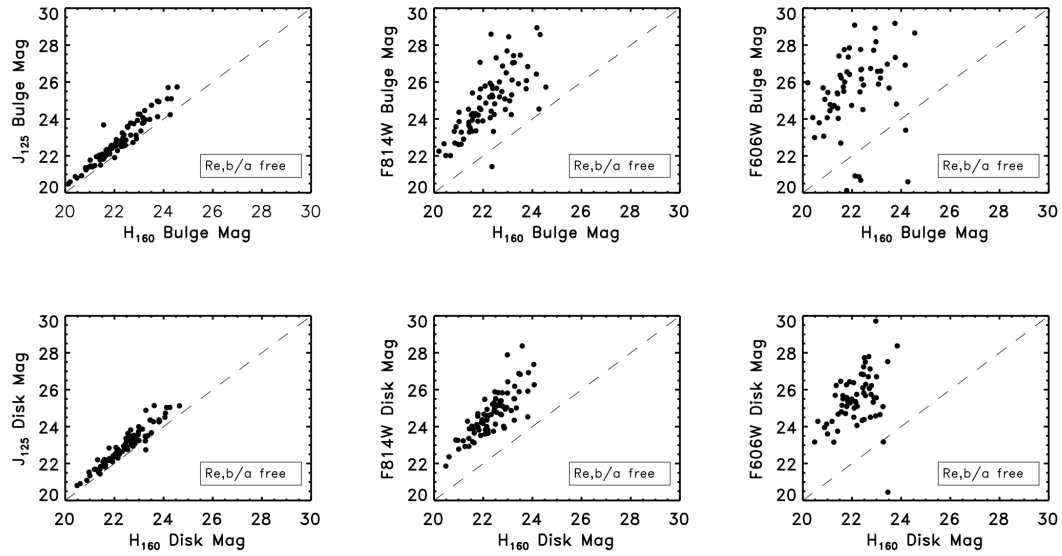 30
28
26
24
22
20
J125 Bulge Mag
Re,b/a free
20 22 24 26 28 30
H160 Bulge Mag
30
28
26
24
22
20
F814W Bulge Mag
Re,b/a free
20 22 24 26 28 30
H160 Bulge Mag
30
28
26
24
22
20
F606W Bulge Mag
Re,b/a free
20 22 24 26 28 30
H160 Bulge Mag
30
28
26
24
22
20
J125 Disk Mag
Re,b/a free
20 22 24 26 28 30
H160 Disk Mag
30
28
26
24
22
20
F814W Disk Mag
Re,b/a free
20 22 24 26 28 30
H160 Disk Mag
30
28
26
24
22
20
F606W Disk Mag
Re,b/a free
20 22 24 26 28 30
H160 Disk Mag